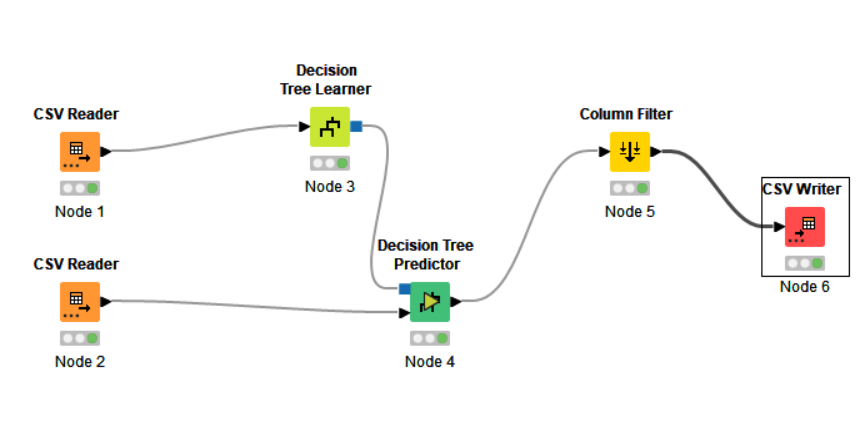 CSV Reader
Node 1
Decision
Tree Learner
Node 3
CSV Reader
Node 2
Decision Tree
Predictor
Node 4
Column Filter
Node 5
CSV Writer
Node 6